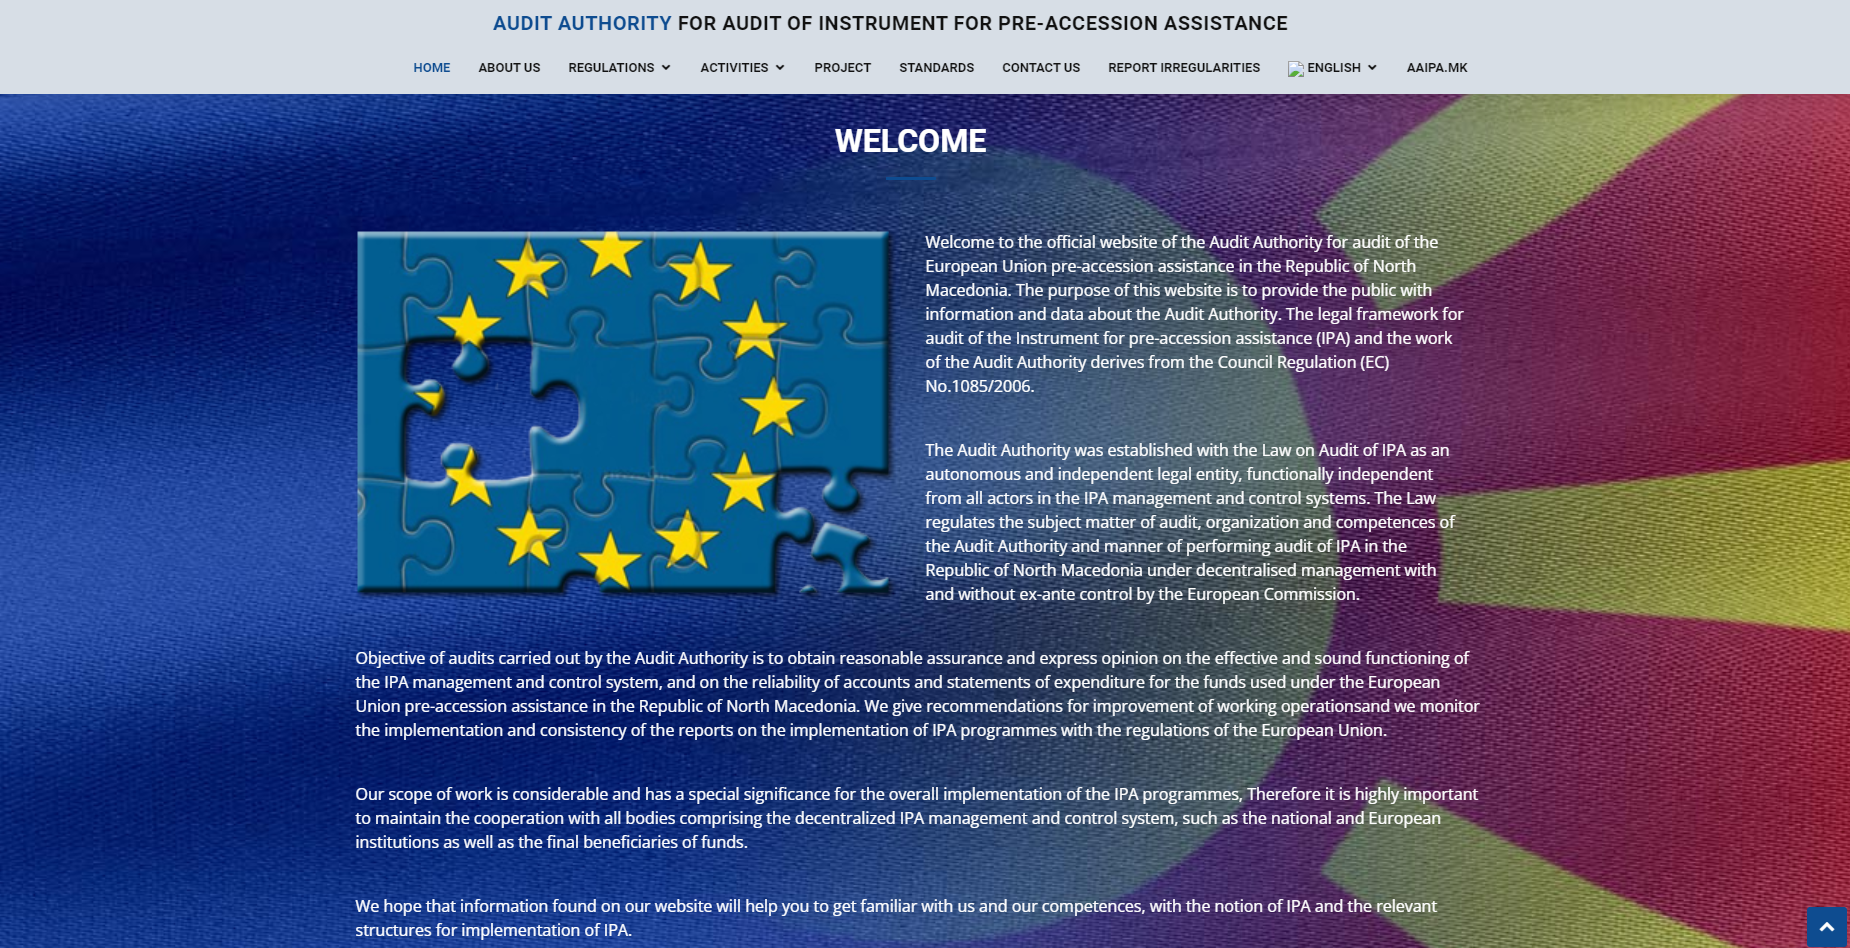 AUDIT AUTHORITY FOR AUDIT OF INSTRUMENT FOR PRE-ACCESSION ASSISTANCE
HOME ABOUT US REGULATIONS ACTIVITIES PROJECT STANDARDS CONTACT US REPORT IRREGULARITIES ENGLISH AAIPA.MK
WELCOME
Welcome to the official website of the Audit Authority for audit of the
European Union pre-accession assistance in the Republic of North
Macedonia. The purpose of this website is to provide the public with
information and data about the Audit Authority. The legal framework for
audit of the Instrument for pre-accession assistance (IPA) and the work
of the Audit Authority derives from the Council Regulation (EC)
No.1085/2006.
The Audit Authority was established with the Law on Audit of IPA as an
autonomous and independent legal entity, functionally independent
from all actors in the IPA management and control systems. The Law
regulates the subject matter of audit, organization and competences of
the Audit Authority and manner of performing audit of IPA in the
Republic of North Macedonia under decentralised management with
and without ex-ante control by the European Commission.
Objective of audits carried out by the Audit Authority is to obtain reasonable assurance and express opinion on the effective and sound functioning of
the IPA management and control system, and on the reliability of accounts and statements of expenditure for the funds used under the European
Union pre-accession assistance in the Republic of North Macedonia. We give recommendations for improvement of working operationsand we monitor
the implementation and consistency of the reports on the implementation of IPA programmes with the regulations of the European Union.
Our scope of work is considerable and has a special significance for the overall implementation of the IPA programmes, Therefore it is highly important
to maintain the cooperation with all bodies comprising the decentralized IPA management and control system, such as the national and European
institutions as well as the final beneficiaries of funds.
We hope that information found on our website will help you to get familiar with us and our competences, with the notion of IPA and the relevant
structures for implementation of IPA.